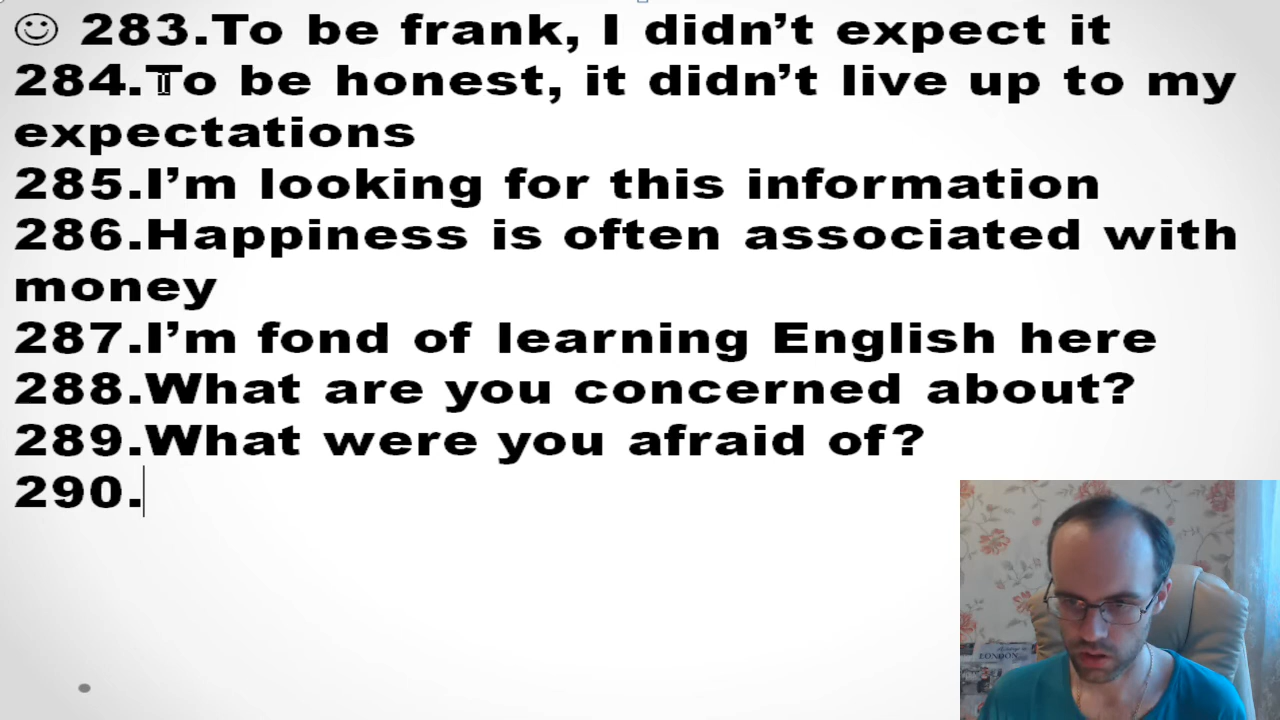 ☺ 283.To be frank, I didn’t expect it
284.To be honest, it didn’t live up to my
expectations
285.I’m looking for this information
286.Happiness is often associated with
money
287.I’m fond of learning English here
288.What are you concerned about?
289.What were you afraid of?
290.
LONDON